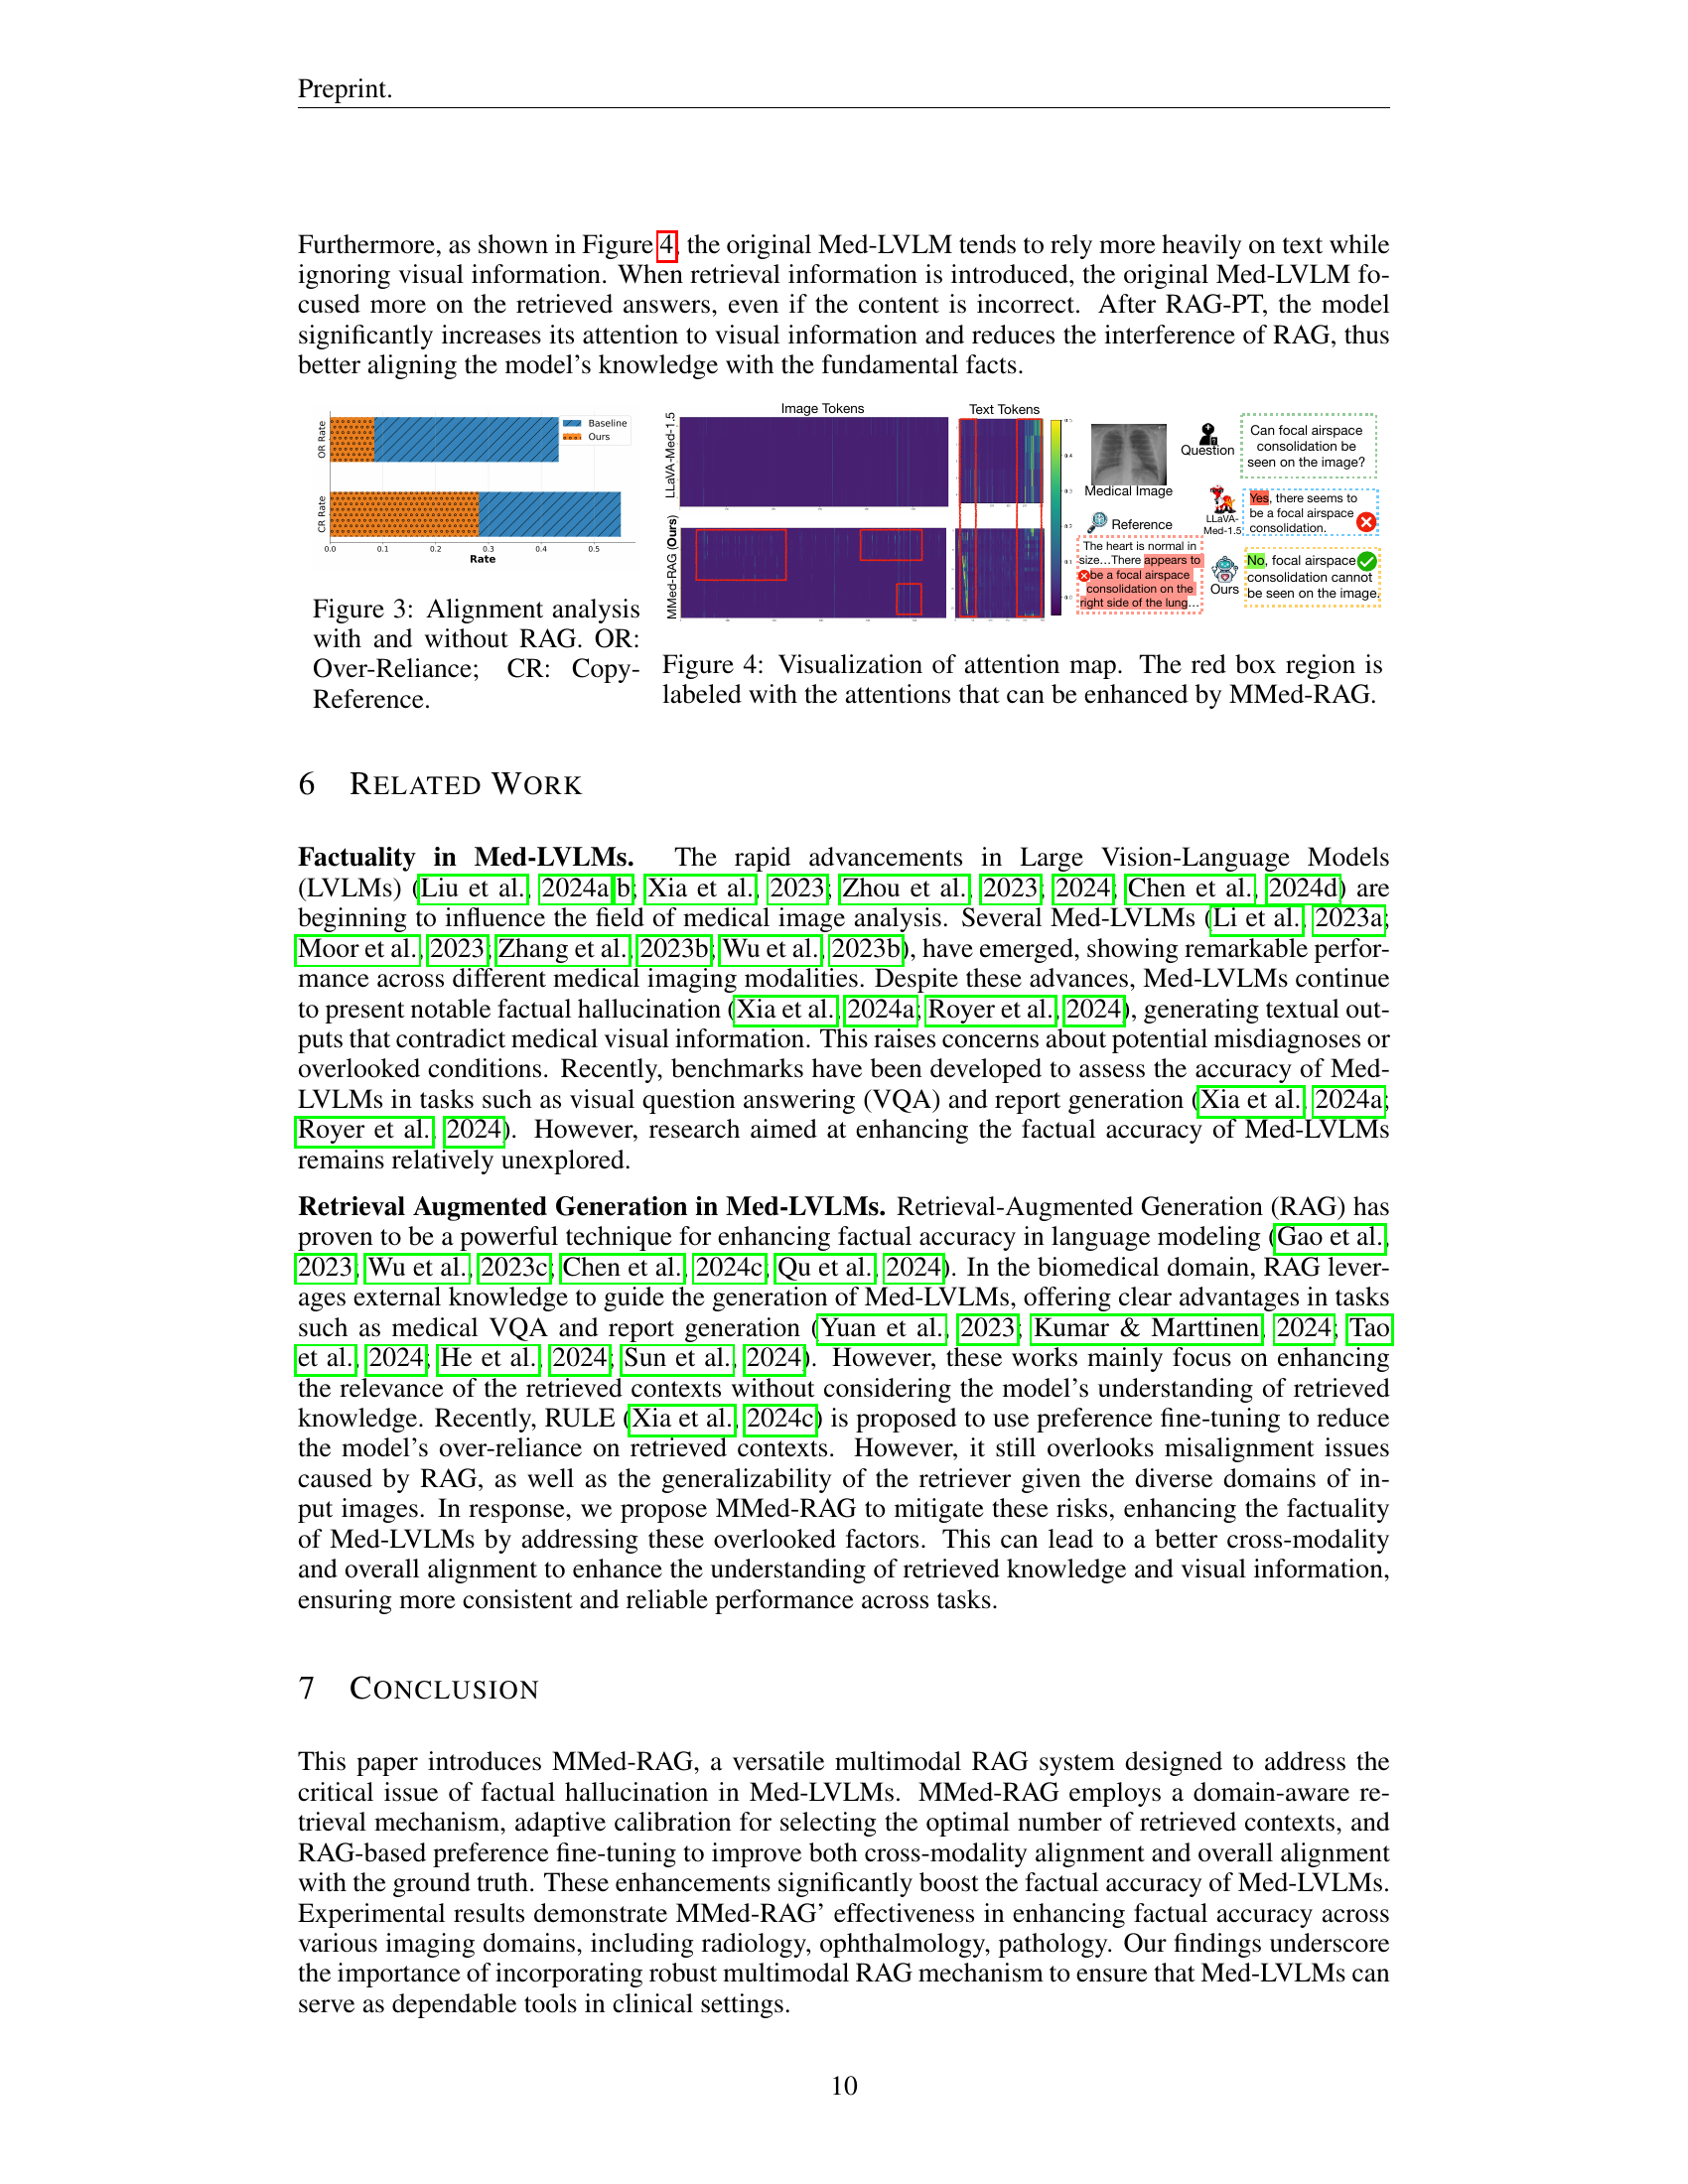 Preprint.
Furthermore, as shown in Figure 4, the original Med-LVLM tends to rely more heavily on text while
ignoring visual information. When retrieval information is introduced, the original Med-LVLM fo-
cused more on the retrieved answers, even if the content is incorrect. After RAG-PT, the model
significantly increases its attention to visual information and reduces the interference of RAG, thus
better aligning the model's knowledge with the fundamental facts.
OR Rate
CR Rate
Baseline
Ours
0.0 0.1 0.2 0.3 0.4 0.5
Rate
Figure 3: Alignment analysis
with and without RAG. OR:
Over-Reliance; CR: Copy-
Reference.
Image Tokens
Text Tokens
LLaVA-Med-1.5
MMed-RAG (Ours)
Medical Image
Question
Can focal airspace
consolidation be
seen on the image?
LLaVA-
Med-1.5
Yes, there seems to
be a focal airspace
consolidation.
Reference
The heart is normal in
size...There appears to
be a focal airspace
consolidation on the
right side of the lung...
Ours
No, focal airspace
consolidation cannot
be seen on the image.
Figure 4: Visualization of attention map. The red box region is
labeled with the attentions that can be enhanced by MMed-RAG.
6 RELATED WORK
Factuality in Med-LVLMs. The rapid advancements in Large Vision-Language Models
(LVLMs) (Liu et al., 2024a;b; Xia et al., 2023; Zhou et al., 2023; 2024; Chen et al., 2024d) are
beginning to influence the field of medical image analysis. Several Med-LVLMs (Li et al., 2023a;
Moor et al., 2023; Zhang et al., 2023b; Wu et al., 2023b), have emerged, showing remarkable perfor-
mance across different medical imaging modalities. Despite these advances, Med-LVLMs continue
to present notable factual hallucination (Xia et al., 2024a; Royer et al., 2024), generating textual out-
puts that contradict medical visual information. This raises concerns about potential misdiagnoses or
overlooked conditions. Recently, benchmarks have been developed to assess the accuracy of Med-
LVLMs in tasks such as visual question answering (VQA) and report generation (Xia et al., 2024a;
Royer et al., 2024). However, research aimed at enhancing the factual accuracy of Med-LVLMs
remains relatively unexplored.
Retrieval Augmented Generation in Med-LVLMs. Retrieval-Augmented Generation (RAG) has
proven to be a powerful technique for enhancing factual accuracy in language modeling (Gao et al.,
2023; Wu et al., 2023c; Chen et al., 2024c; Qu et al., 2024). In the biomedical domain, RAG lever-
ages external knowledge to guide the generation of Med-LVLMs, offering clear advantages in tasks
such as medical VQA and report generation (Yuan et al., 2023; Kumar & Marttinen, 2024; Tao
et al., 2024; He et al., 2024; Sun et al., 2024). However, these works mainly focus on enhancing
the relevance of the retrieved contexts without considering the model's understanding of retrieved
knowledge. Recently, RULE (Xia et al., 2024c) is proposed to use preference fine-tuning to reduce
the model's over-reliance on retrieved contexts. However, it still overlooks misalignment issues
caused by RAG, as well as the generalizability of the retriever given the diverse domains of in-
put images. In response, we propose MMed-RAG to mitigate these risks, enhancing the factuality
of Med-LVLMs by addressing these overlooked factors. This can lead to a better cross-modality
and overall alignment to enhance the understanding of retrieved knowledge and visual information,
ensuring more consistent and reliable performance across tasks.
7 CONCLUSION
This paper introduces MMed-RAG, a versatile multimodal RAG system designed to address the
critical issue of factual hallucination in Med-LVLMs. MMed-RAG employs a domain-aware re-
trieval mechanism, adaptive calibration for selecting the optimal number of retrieved contexts, and
RAG-based preference fine-tuning to improve both cross-modality alignment and overall alignment
with the ground truth. These enhancements significantly boost the factual accuracy of Med-LVLMs.
Experimental results demonstrate MMed-RAG' effectiveness in enhancing factual accuracy across
various imaging domains, including radiology, ophthalmology, pathology. Our findings underscore
the importance of incorporating robust multimodal RAG mechanism to ensure that Med-LVLMs can
serve as dependable tools in clinical settings.
10